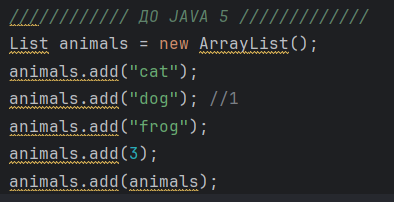 //////////// ДО JAVA 5 /////////////
List animals = new ArrayList();
animals.add("cat");
animals.add("dog"); //1
animals.add("frog");
animals.add(3);
animals.add(animals);